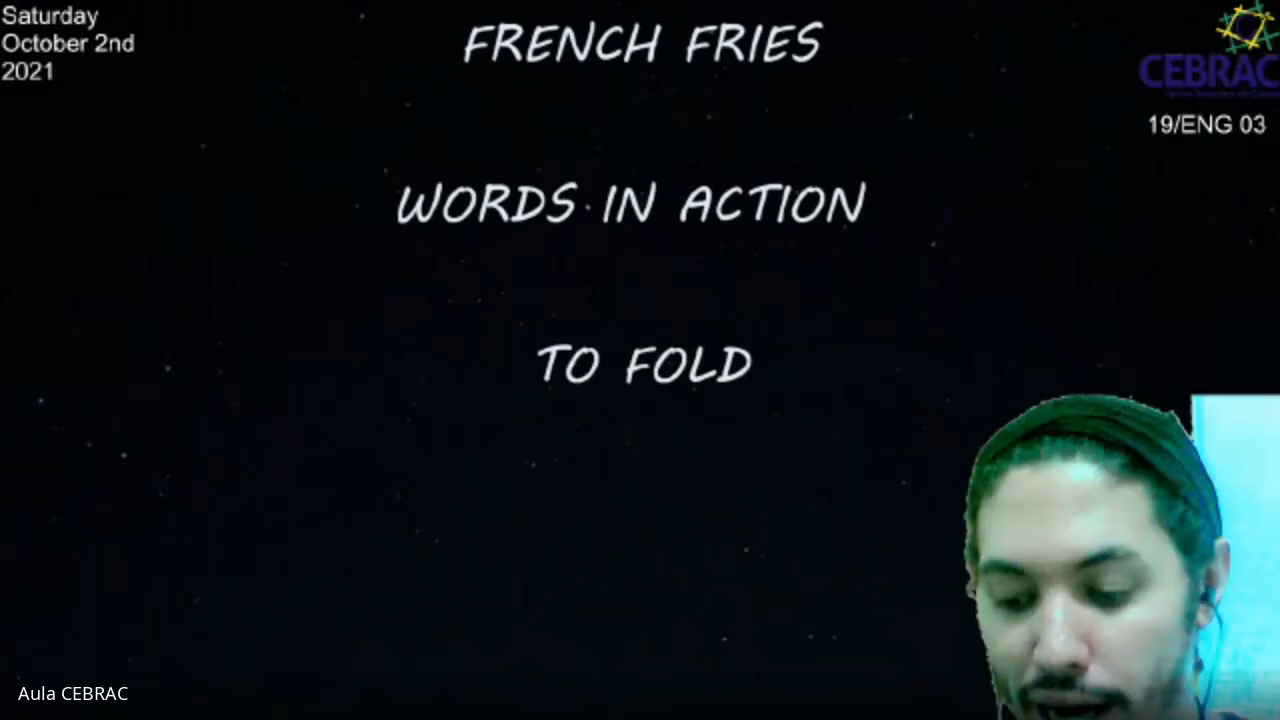 Saturday
October 2nd
2021
FRENCH FRIES
CEBRAC
19/ENG 03
WORDS IN ACTION
TO FOLD
Aula CEBRAC